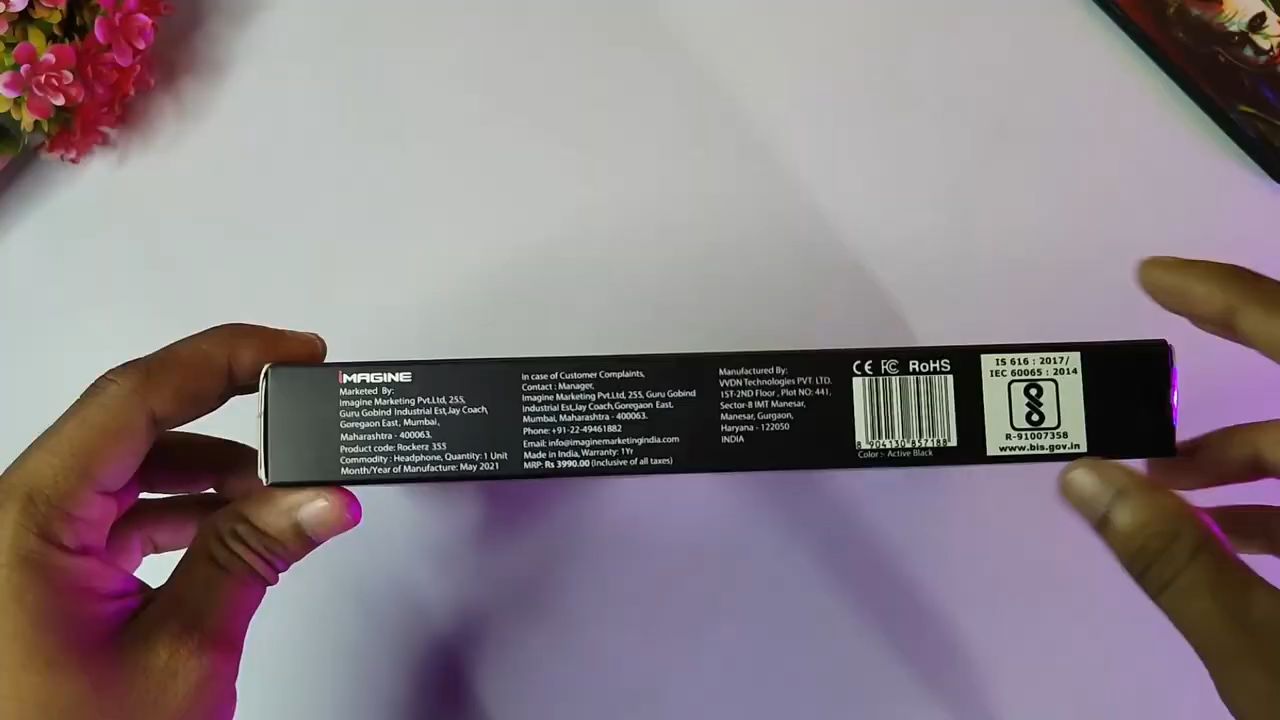 IMAGINE
Marketed By:
Imagine Marketing Pvt.Ltd, 255,
Guru Gobind Industrial Est,Jay Coach,
Goregaon East, Mumbai,
Maharashtra - 400063.
Product code: Rockerz 355
Commodity : Headphone, Quantity: 1 Unit
Month/Year of Manufacture: May 2021
In case of Customer Complaints,
Contact : Manager,
Imagine Marketing Pvt.Ltd, 255, Guru Gobind
Industrial Est,Jay Coach,Goregaon East,
Mumbai, Maharashtra - 400063.
Phone: +91-22-49461882
Email: info@imaginemarketingindia.com
Made in India, Warranty: 1Yr
MRP: Rs 3990.00 (Inclusive of all taxes)
Manufactured By:
VVDN Technologies PVT. LTD.
1ST-2ND Floor , Plot NO: 441,
Sector-8 IMT Manesar,
Manesar, Gurgaon,
Haryana - 122050
INDIA
CE FC RoHS
8 904130 857188
Color :- Active Black
IS 616 : 2017/
IEC 60065 : 2014
R-91007358
www.bis.gov.in